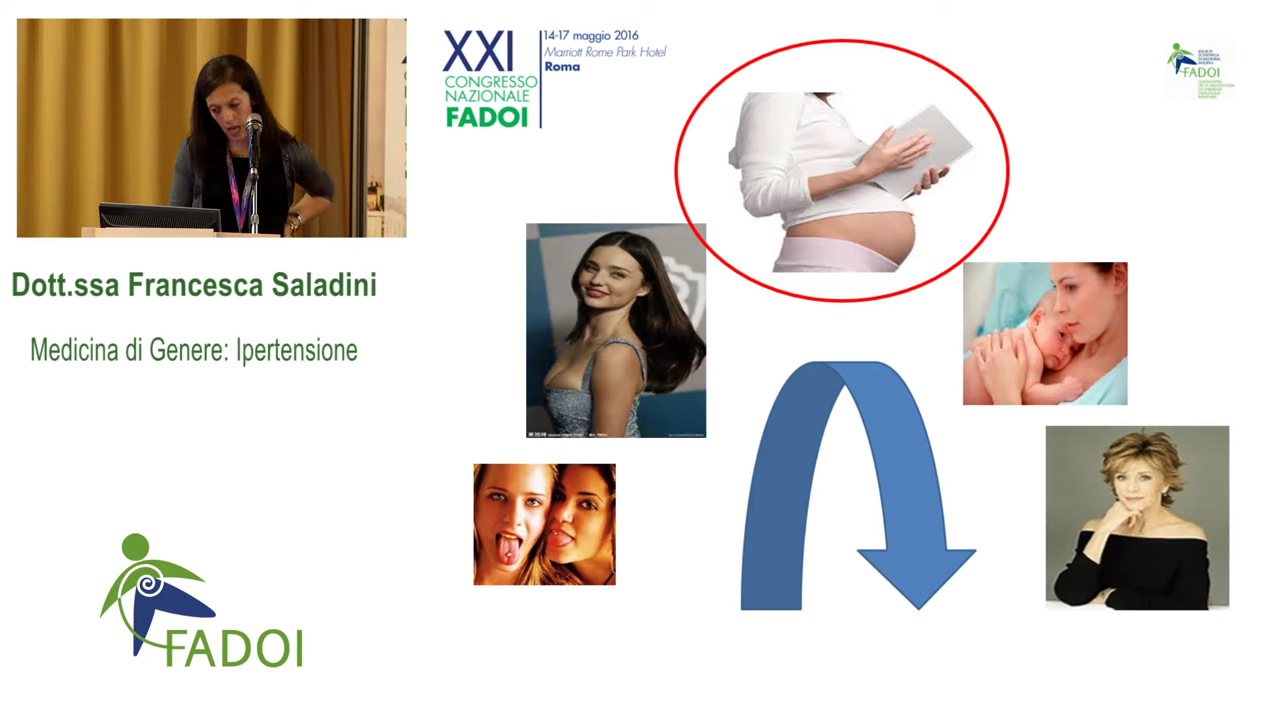 XXI
CONGRESSO
NAZIONALE
FADOI
14-17 maggio 2016
Marriott Rome Park Hotel
Roma
FADOI
Dott.ssa Francesca Saladini
Medicina di Genere: Ipertensione
FADOI